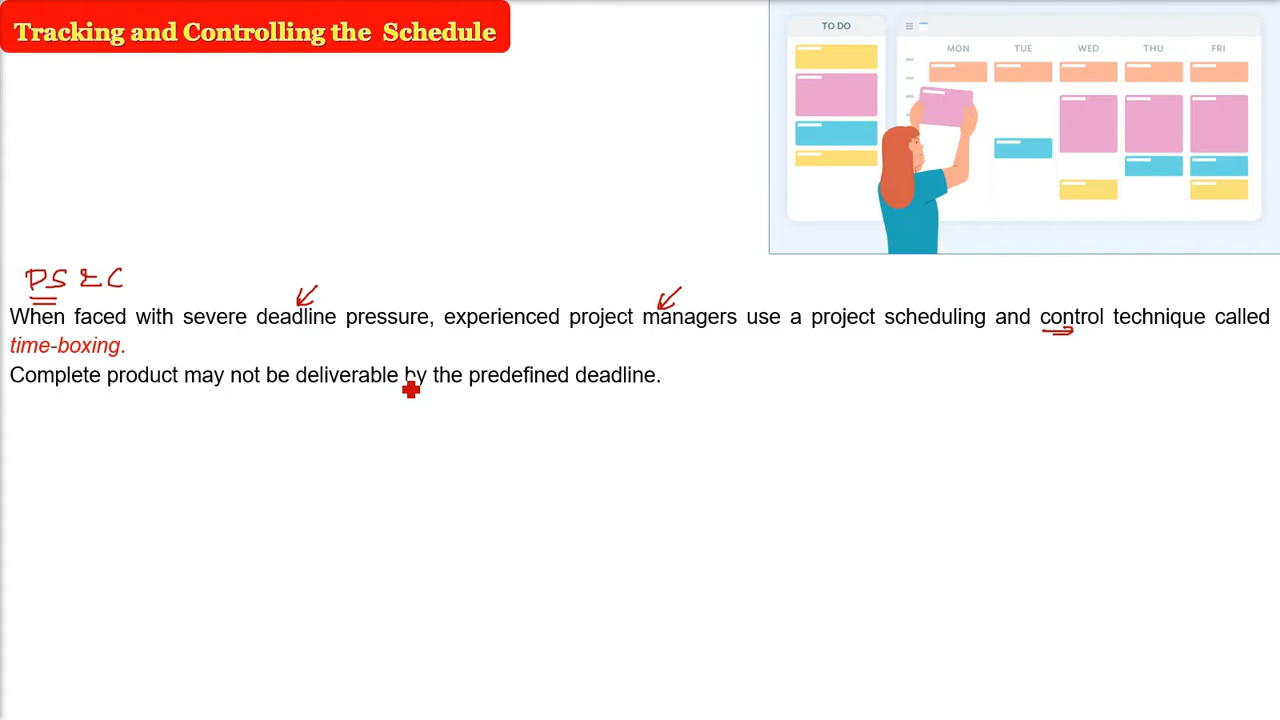 Tracking and Controlling the Schedule
TO DO
MON TUE WED THU FRI
PS & C
When faced with severe deadline pressure, experienced project managers use a project scheduling and control technique called
time-boxing.
Complete product may not be deliverable by the predefined deadline.